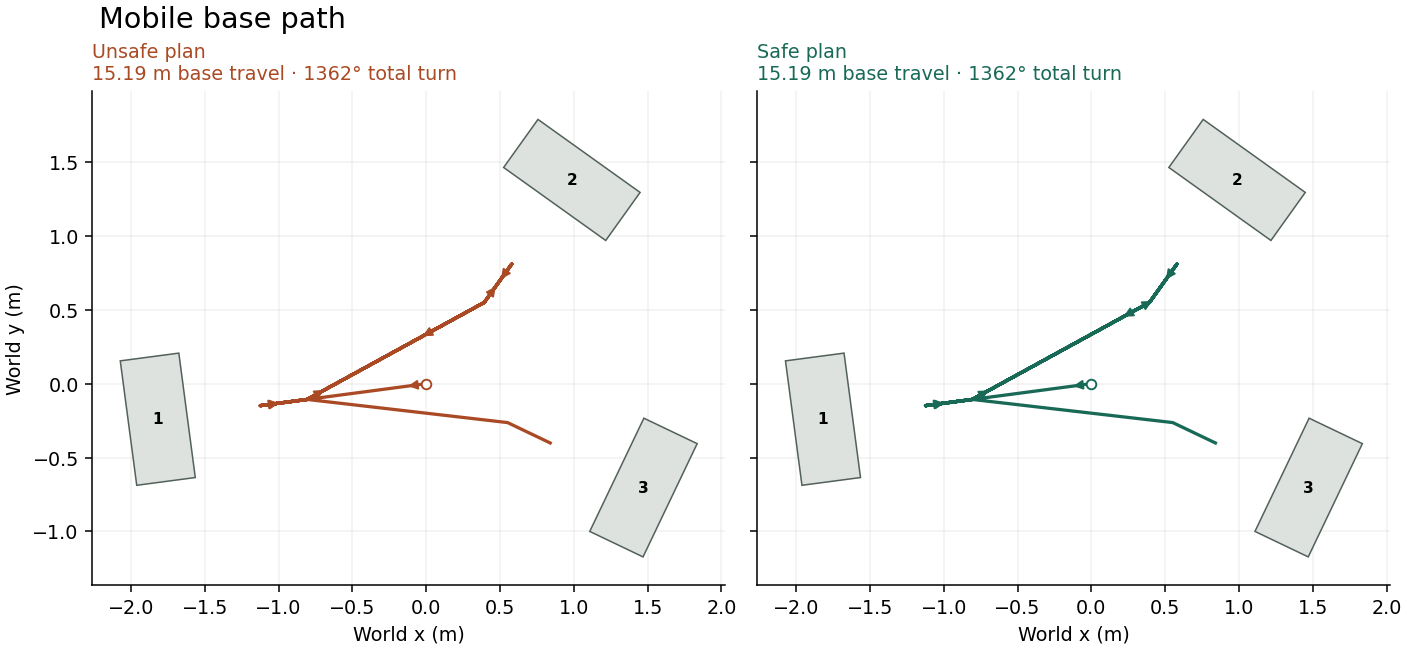 Mobile base path
Unsafe plan
15.19 m base travel · 1362° total turn
Safe plan
15.19 m base travel · 1362° total turn
World y (m)
1.5
1.0
0.5
0.0
−0.5
−1.0
1
2
3
1
2
3
−2.0 −1.5 −1.0 −0.5 0.0 0.5 1.0 1.5 2.0
−2.0 −1.5 −1.0 −0.5 0.0 0.5 1.0 1.5 2.0
World x (m)
World x (m)